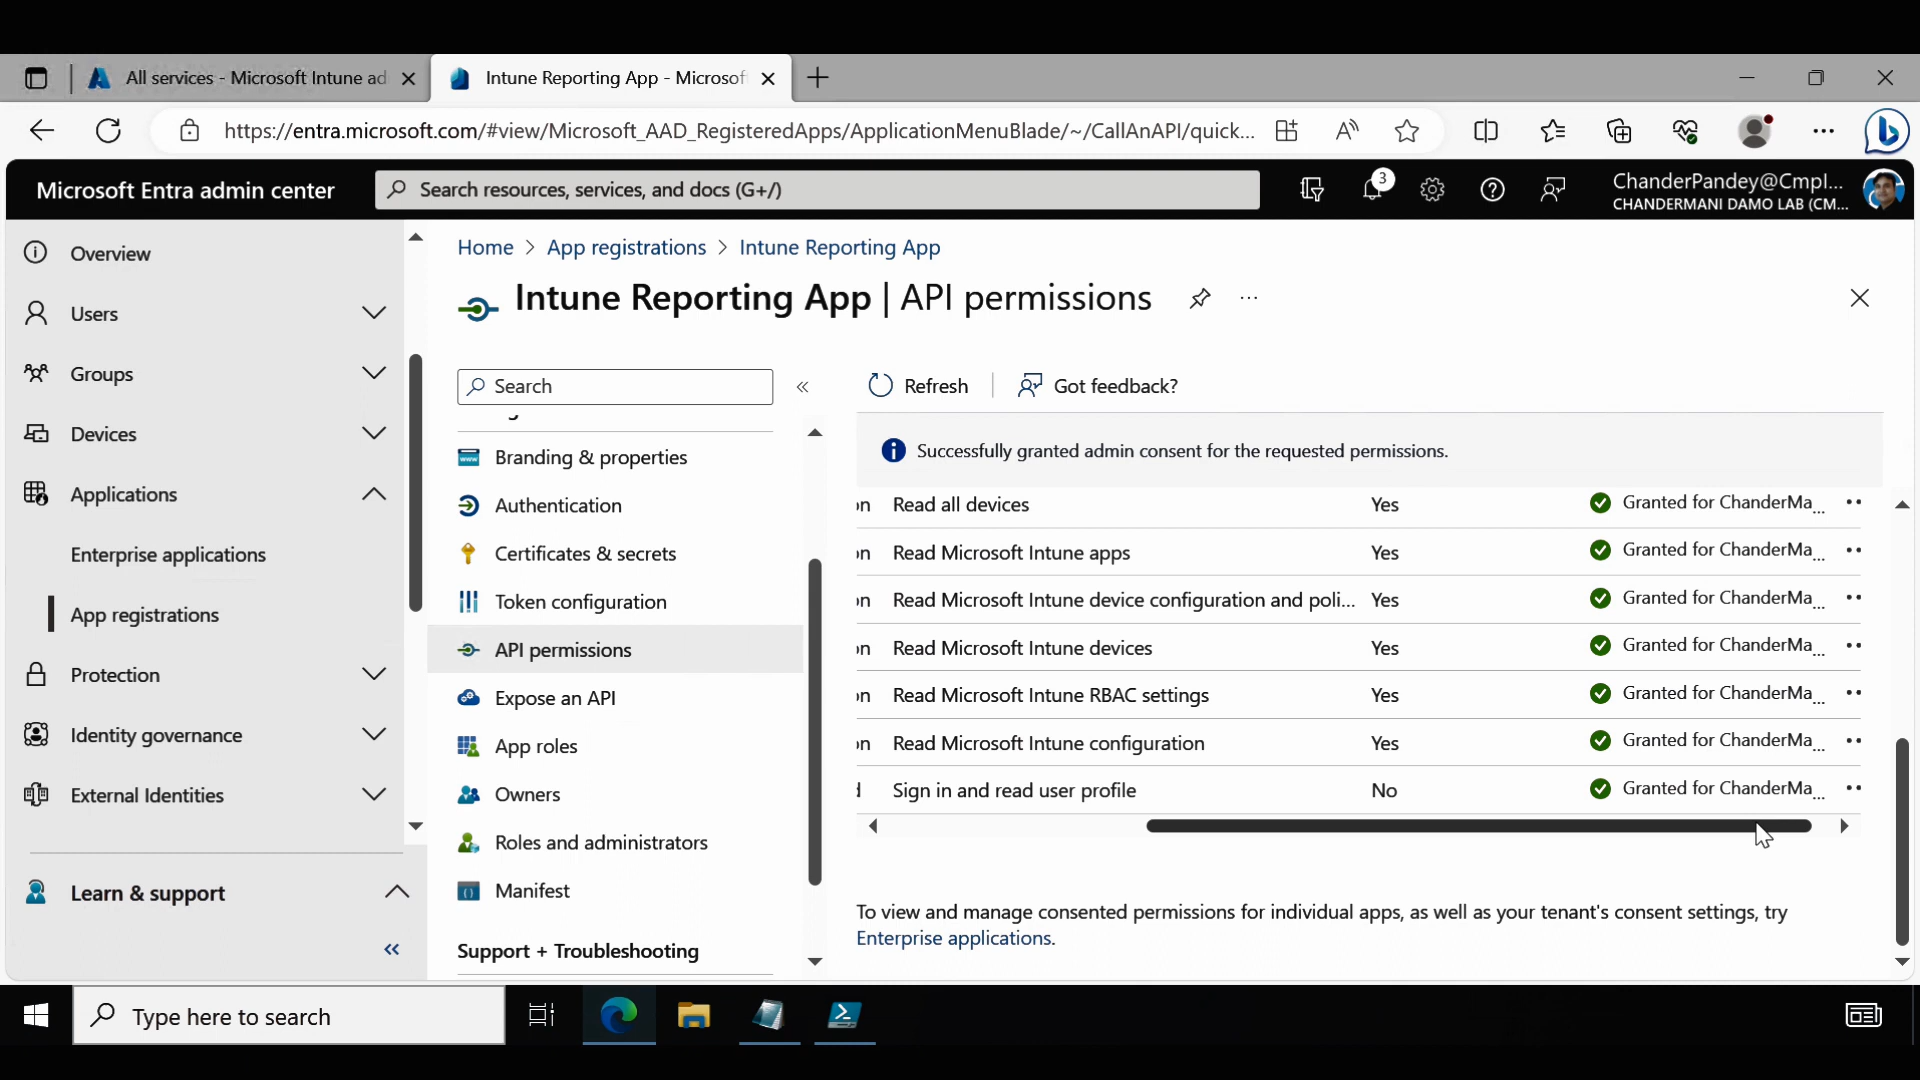 All services - Microsoft Intune ad
Intune Reporting App - Microsof
https://entra.microsoft.com/#view/Microsoft_AAD_RegisteredApps/ApplicationMenuBlade/~/CallAnAPI/quick...
Microsoft Entra admin center
Search resources, services, and docs (G+/)
3
ChanderPandey@Cmpl...
CHANDERMANI DAMO LAB (CM...
Overview
Users
Groups
Devices
Applications
Enterprise applications
App registrations
Protection
Identity governance
External Identities
Learn & support
Home > App registrations > Intune Reporting App
Intune Reporting App | API permissions
Search
Branding & properties
Authentication
Certificates & secrets
Token configuration
API permissions
Expose an API
App roles
Owners
Roles and administrators
Manifest
Support + Troubleshooting
Refresh
Got feedback?
Successfully granted admin consent for the requested permissions.
on Read all devices Yes Granted for ChanderMa...
on Read Microsoft Intune apps Yes Granted for ChanderMa...
on Read Microsoft Intune device configuration and poli... Yes Granted for ChanderMa...
on Read Microsoft Intune devices Yes Granted for ChanderMa...
on Read Microsoft Intune RBAC settings Yes Granted for ChanderMa...
on Read Microsoft Intune configuration Yes Granted for ChanderMa...
d Sign in and read user profile No Granted for ChanderMa...
To view and manage consented permissions for individual apps, as well as your tenant's consent settings, try
Enterprise applications.
Type here to search